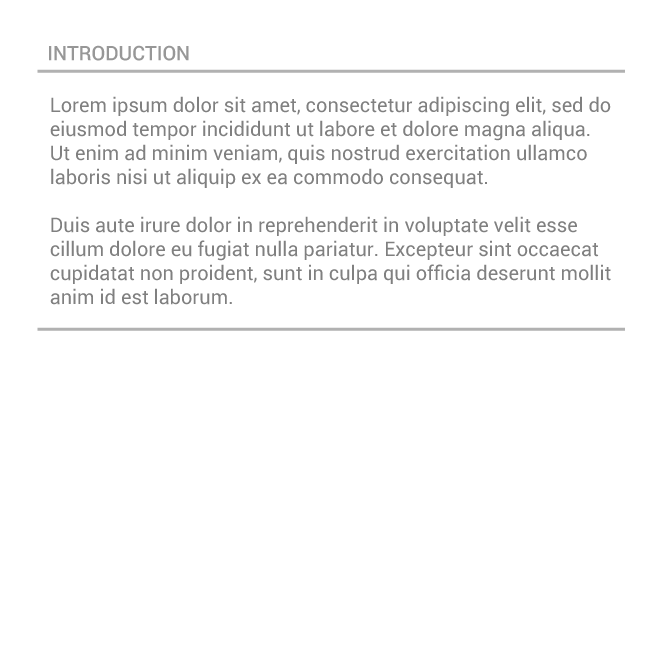 INTRODUCTION
Lorem ipsum dolor sit amet, consectetur adipiscing elit, sed do
eiusmod tempor incididunt ut labore et dolore magna aliqua.
Ut enim ad minim veniam, quis nostrud exercitation ullamco
laboris nisi ut aliquip ex ea commodo consequat.
Duis aute irure dolor in reprehenderit in voluptate velit esse
cillum dolore eu fugiat nulla pariatur. Excepteur sint occaecat
cupidatat non proident, sunt in culpa qui officia deserunt mollit
anim id est laborum.